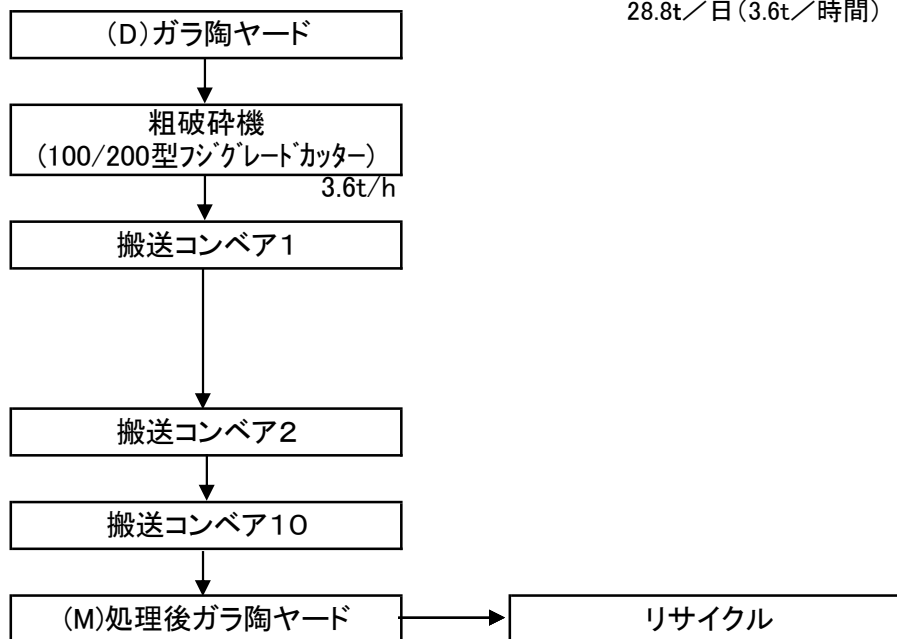 28.8t／日(3.6t／時間)
(D)ガラ陶ヤード
粗破砕機
(100/200型ﾌｼﾞｸﾞﾚｰﾄﾞｶｯﾀｰ)
3.6t/h
搬送コンベア１
搬送コンベア２
搬送コンベア１０
(M)処理後ガラ陶ヤード
リサイクル